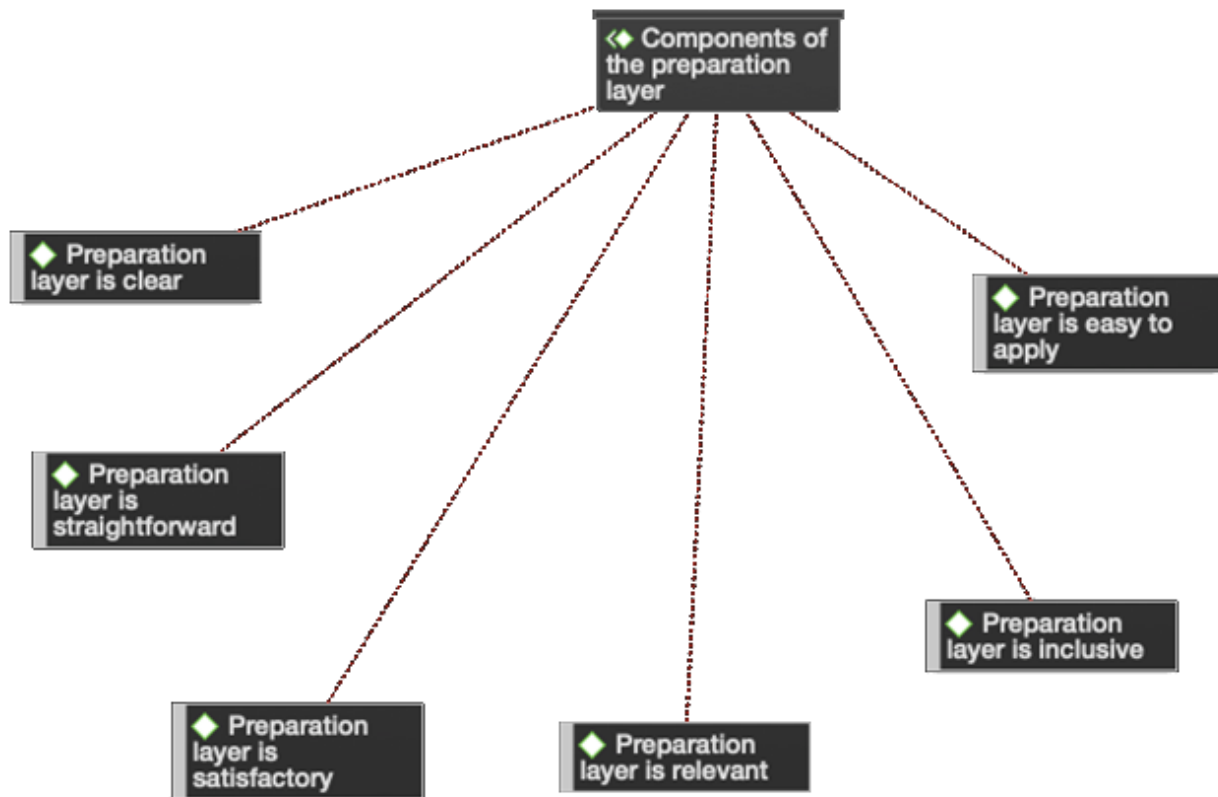 Components of
the preparation
layer
Preparation
layer is clear
Preparation
layer is easy to
apply
Preparation
layer is
straightforward
Preparation
layer is inclusive
Preparation
layer is
satisfactory
Preparation
layer is relevant